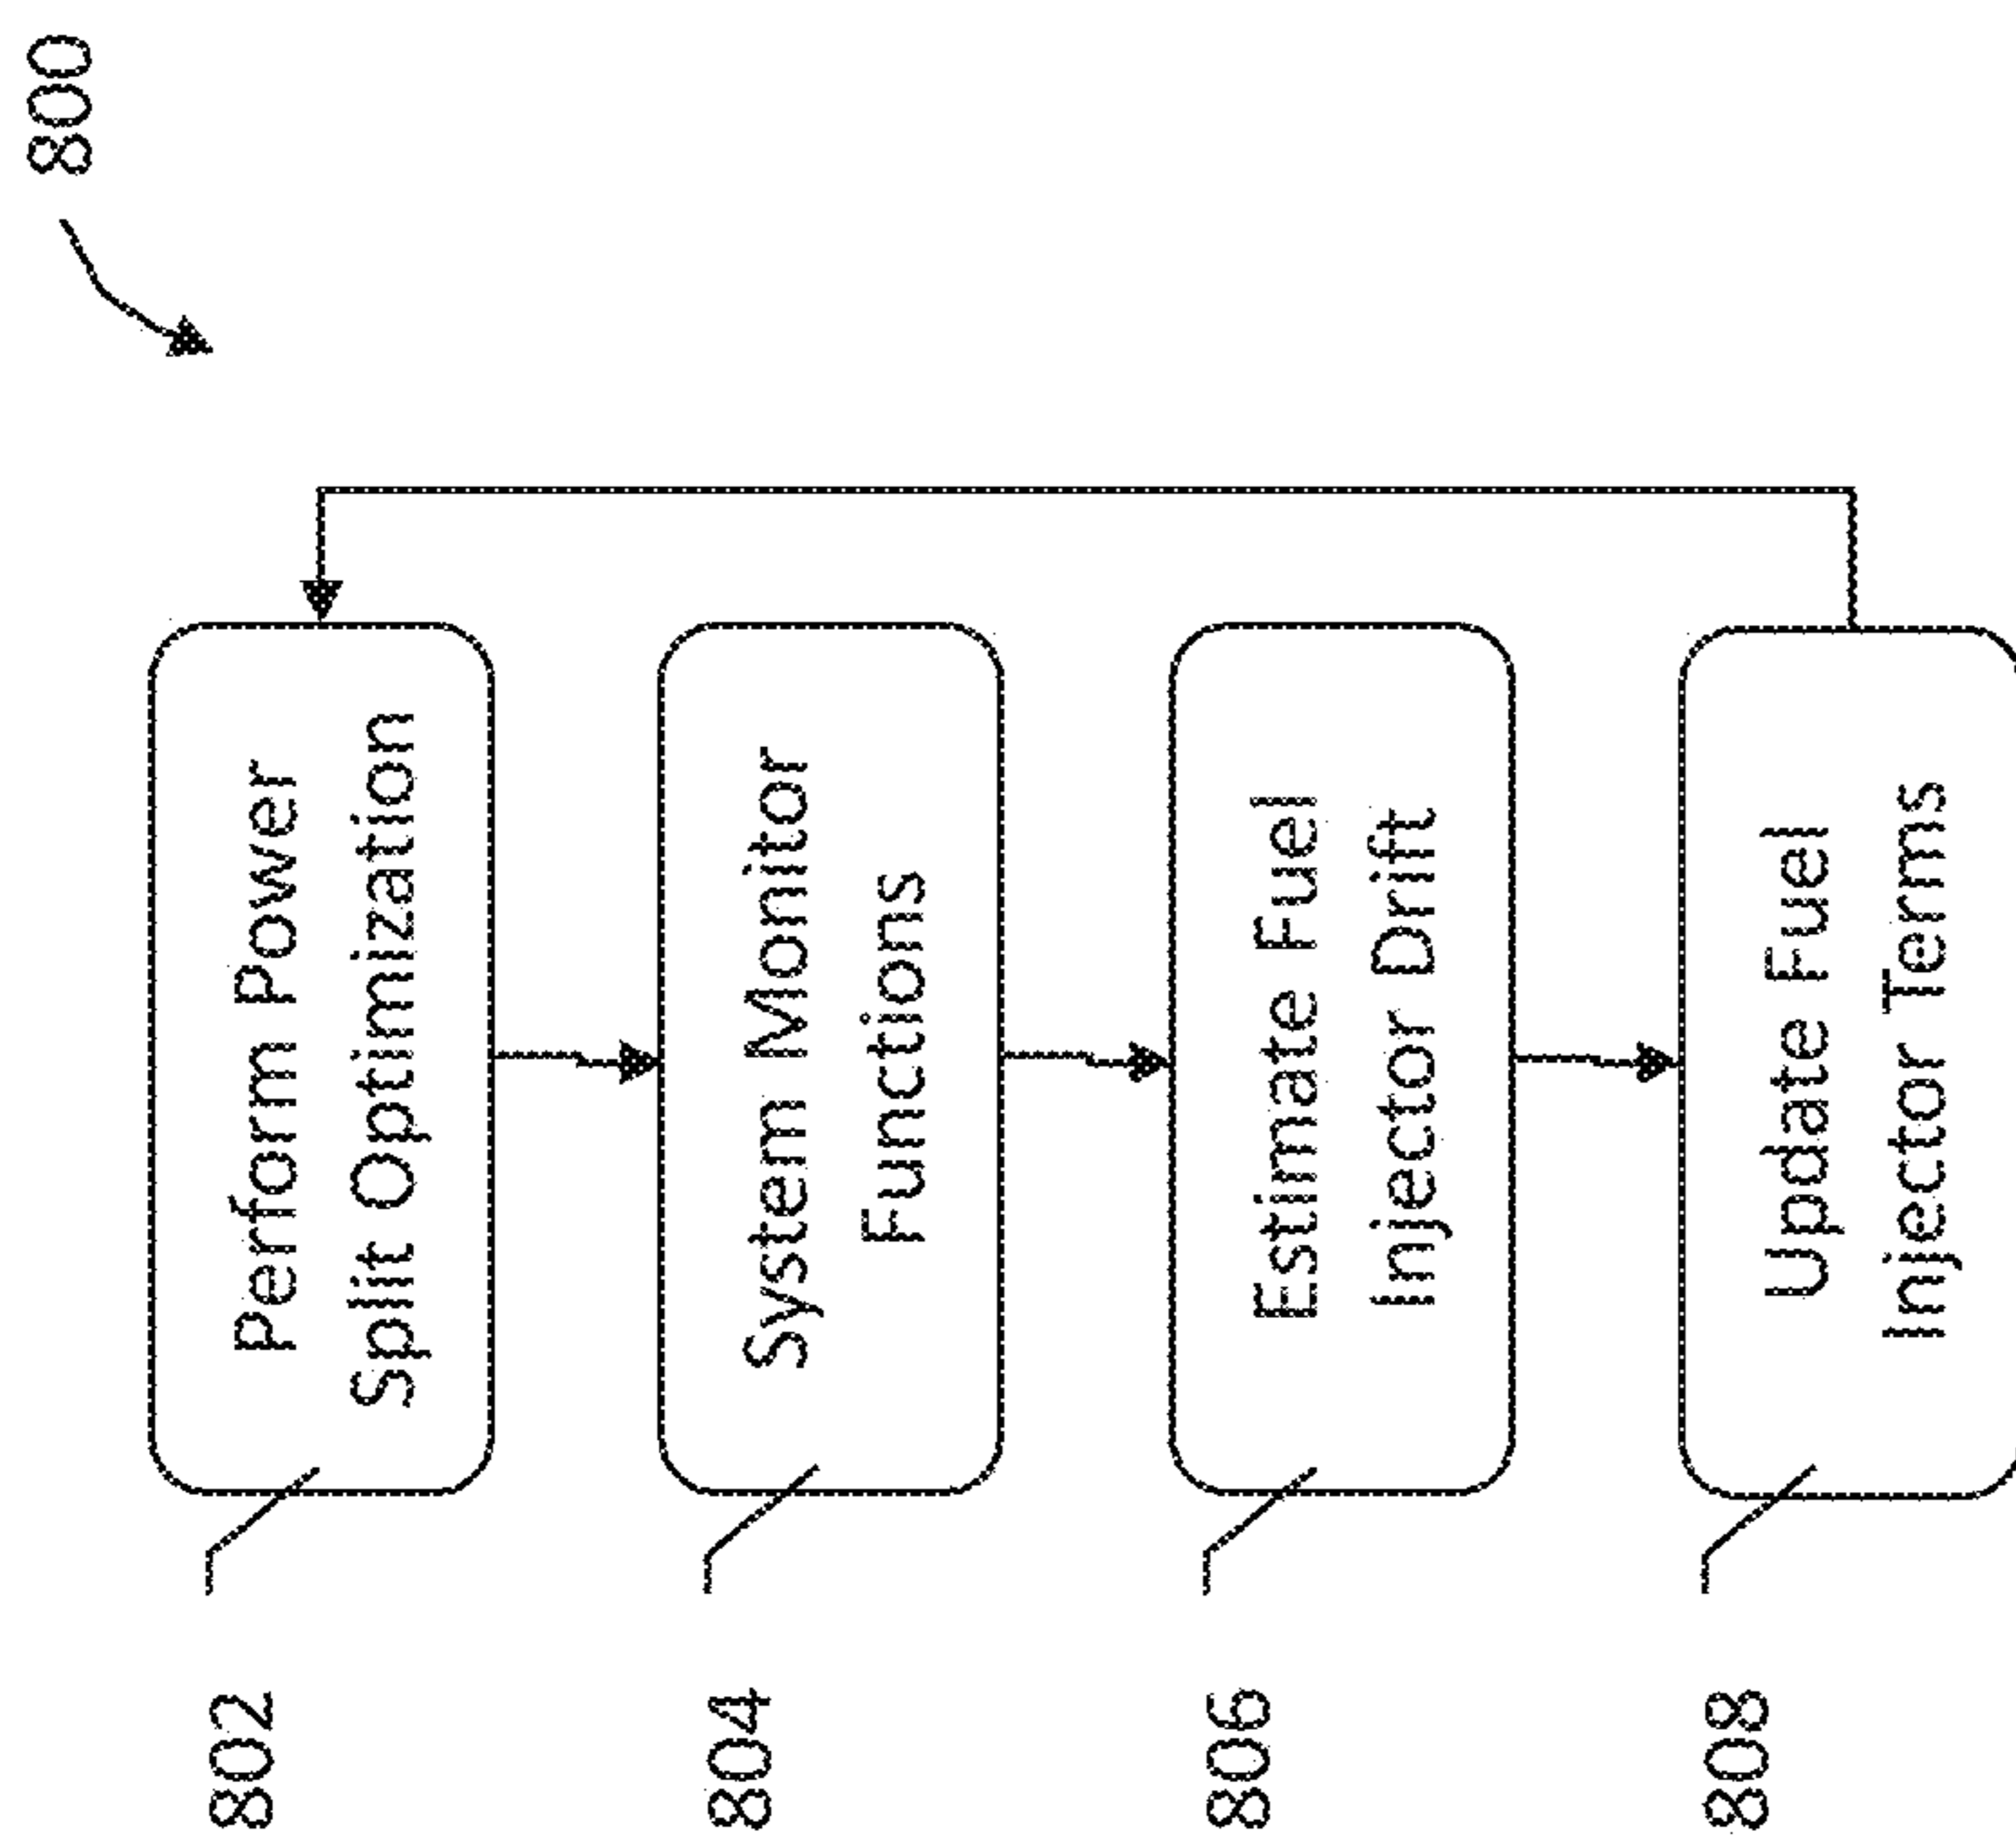 800
802
Perform Power
Split Optimization
804
System Monitor
Functions
806
Estimate Fuel
Injector Drift
808
Update Fuel
Injector Terms